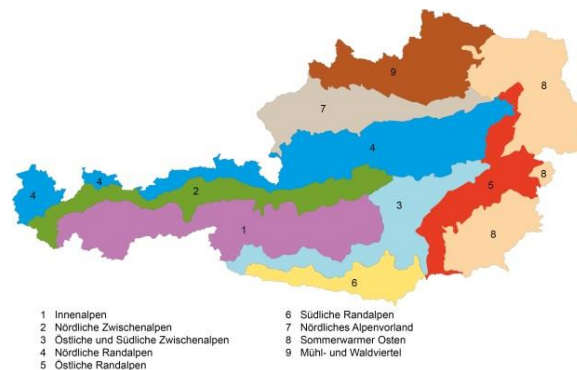 9
8
7
4
4
4
8
2
5
3
1
8
6
1 Innenalpen
2 Nördliche Zwischenalpen
3 Östliche und Südliche Zwischenalpen
4 Nördliche Randalpen
5 Östliche Randalpen
6 Südliche Randalpen
7 Nördliches Alpenvorland
8 Sommerwarmer Osten
9 Mühl- und Waldviertel